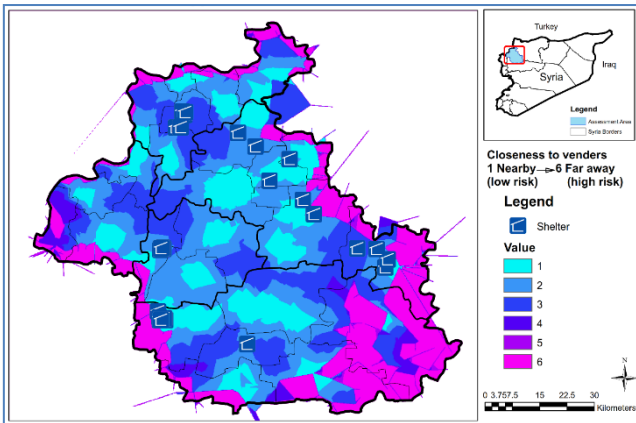 Turkey
Iraq
Syria
Legend
Assessment Area
Syria Borders
Closeness to venders
1 Nearby 6 Far away
(low risk) (high risk)
Legend
Shelter
Value
1
2
3
4
5
6
N
0 3.757.5 15 22.5 30
Kilometers